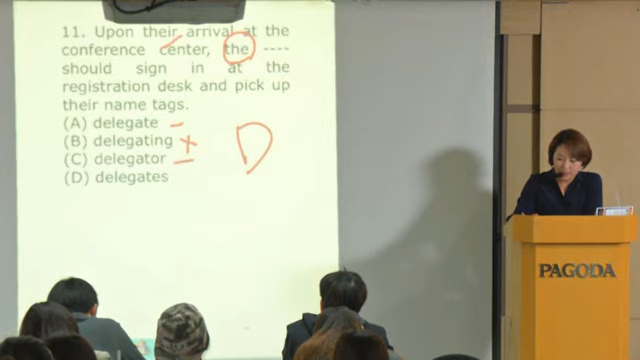 11. Upon their arrival at the
conference center, the ----
should sign in at the
registration desk and pick up
their name tags.
(A) delegate
(B) delegating
(C) delegator
(D) delegates
D
PAGODA